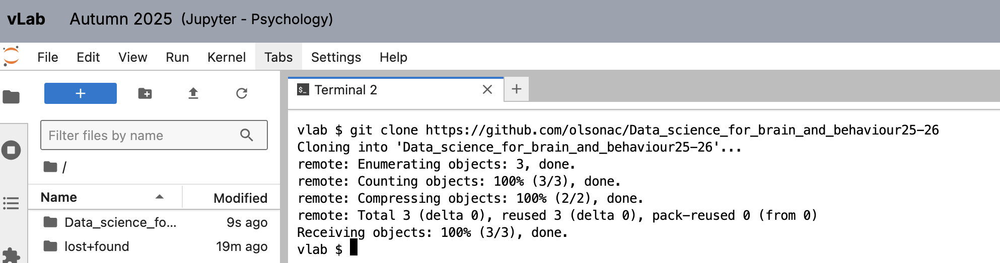 vLab Autumn 2025 (Jupyter - Psychology)
File Edit View Run Kernel Tabs Settings Help
+
Filter files by name
/
Name Modified
Data_science_fo... 9s ago
lost+found 19m ago
$_ Terminal 2 × +
vlab $ git clone https://github.com/olsonac/Data_science_for_brain_and_behaviour25-26
Cloning into 'Data_science_for_brain_and_behaviour25-26'...
remote: Enumerating objects: 3, done.
remote: Counting objects: 100% (3/3), done.
remote: Compressing objects: 100% (2/2), done.
remote: Total 3 (delta 0), reused 3 (delta 0), pack-reused 0 (from 0)
Receiving objects: 100% (3/3), done.
vlab $